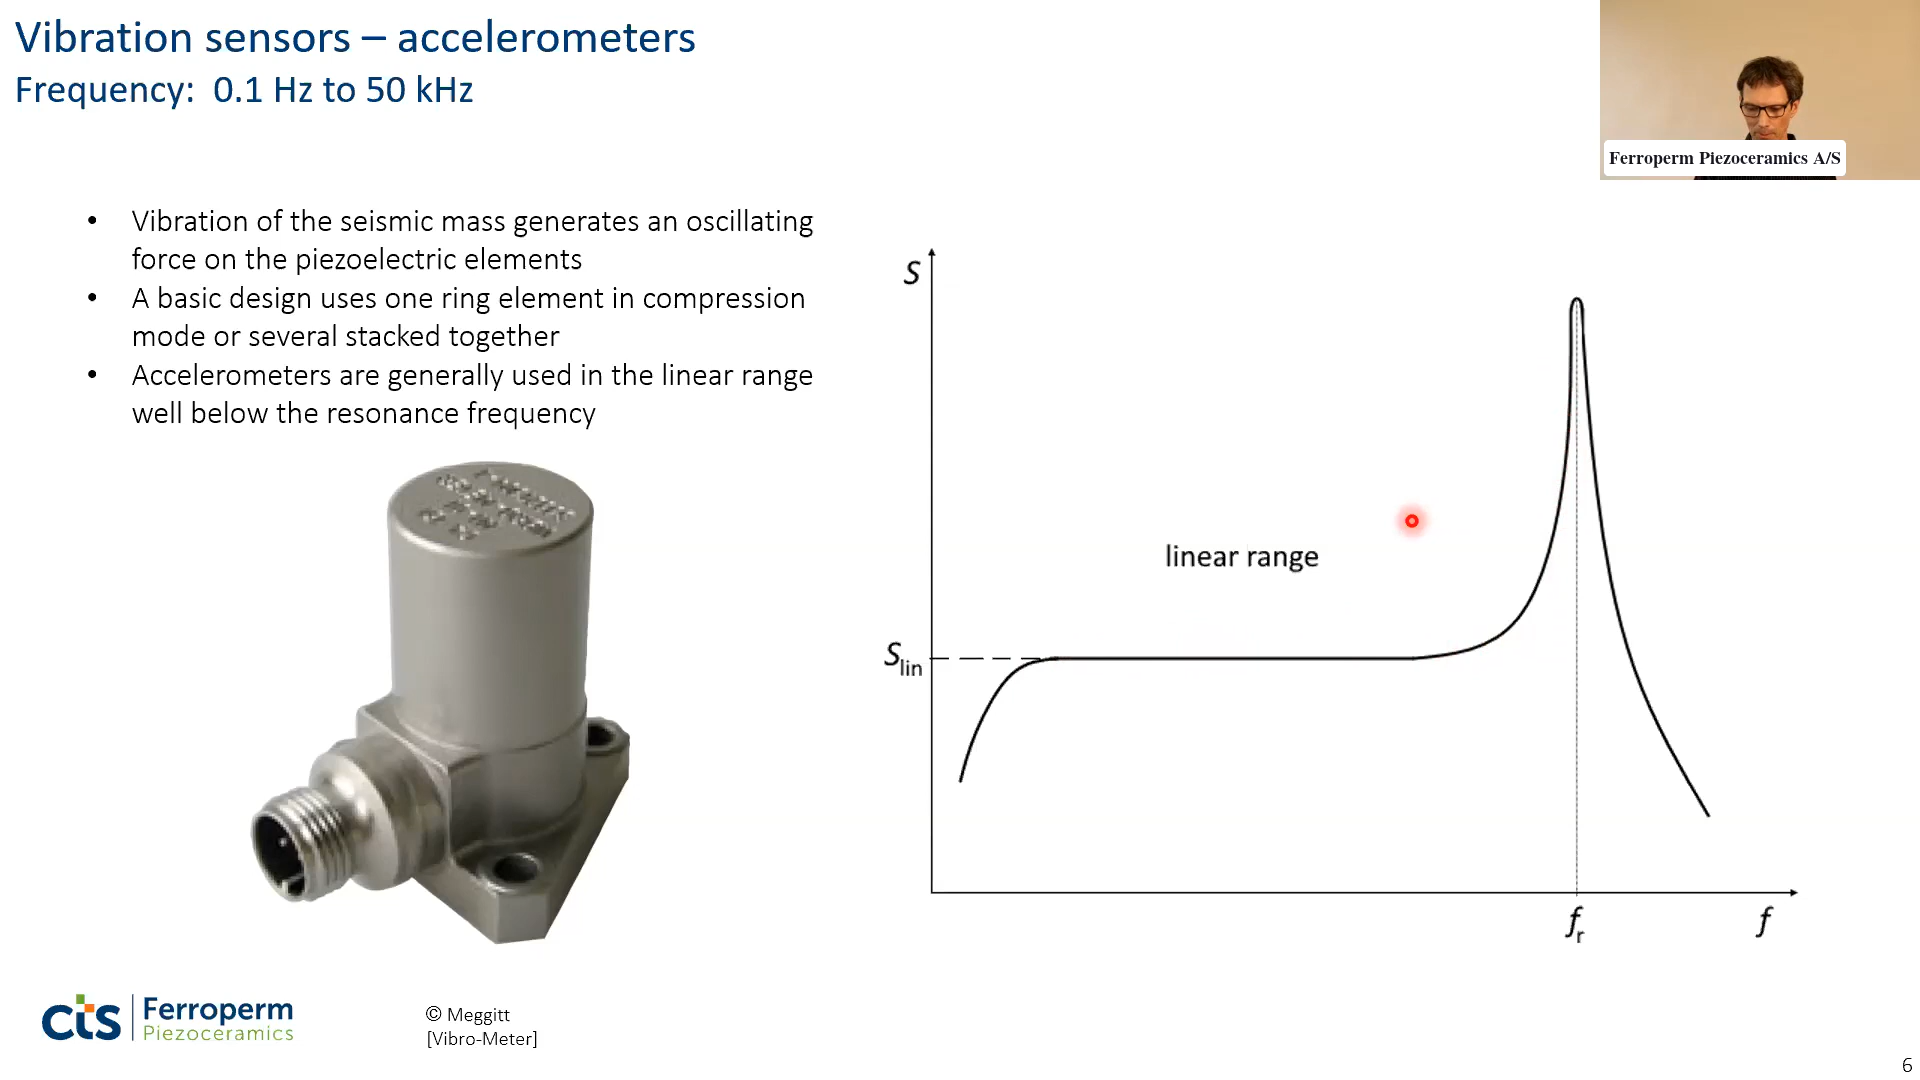 Vibration sensors – accelerometers
Frequency:  0.1 Hz to 50 kHz
Ferroperm Piezoceramics A/S
• Vibration of the seismic mass generates an oscillating
force on the piezoelectric elements
• A basic design uses one ring element in compression
mode or several stacked together
• Accelerometers are generally used in the linear range
well below the resonance frequency
S
linear range
Slin
fr
f
cts Ferroperm
Piezoceramics
© Meggitt
[Vibro-Meter]
6